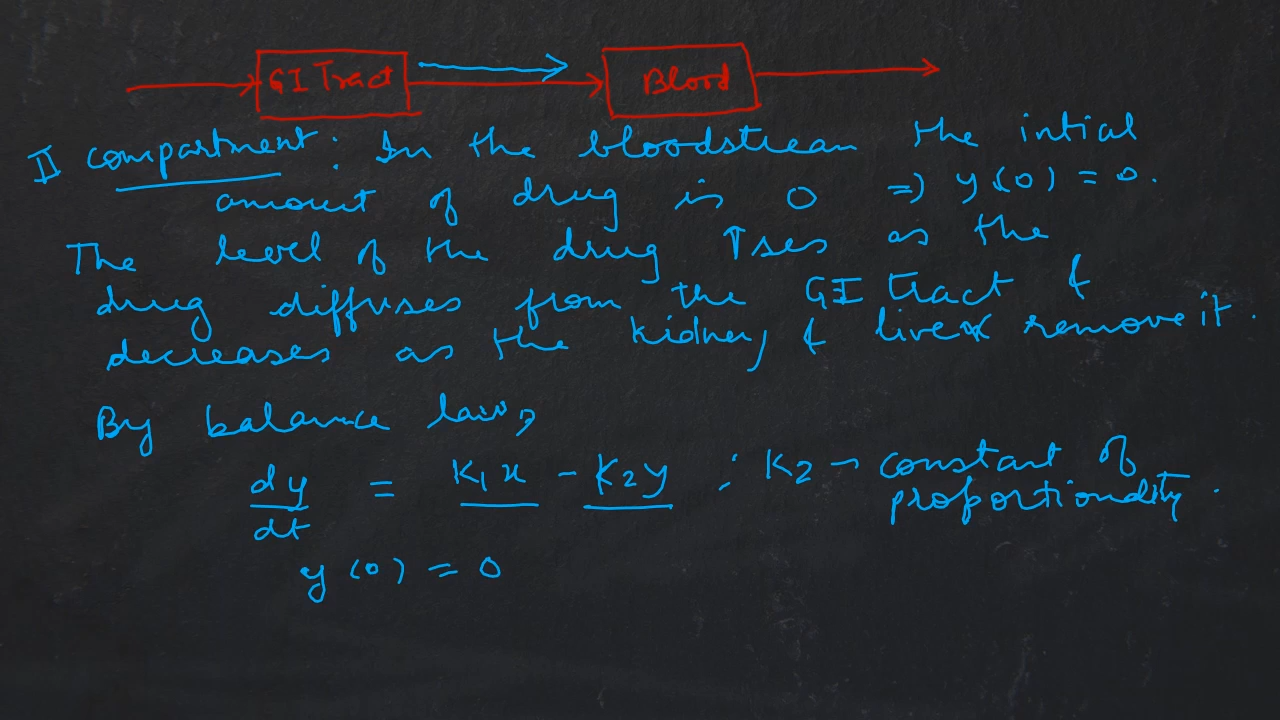 GI Tract Blood
II compartment: In the bloodstrean the intial
amount of drug is 0 => y(0) = 0.
The level of the drug ↑ses as the
drug diffuses from the GI tract &
decreases as the kidney & liver remove it.
By balance law,
dy/dt = K₁x - K₂y ; K₂ → constant of
proportionality.
y(0) = 0